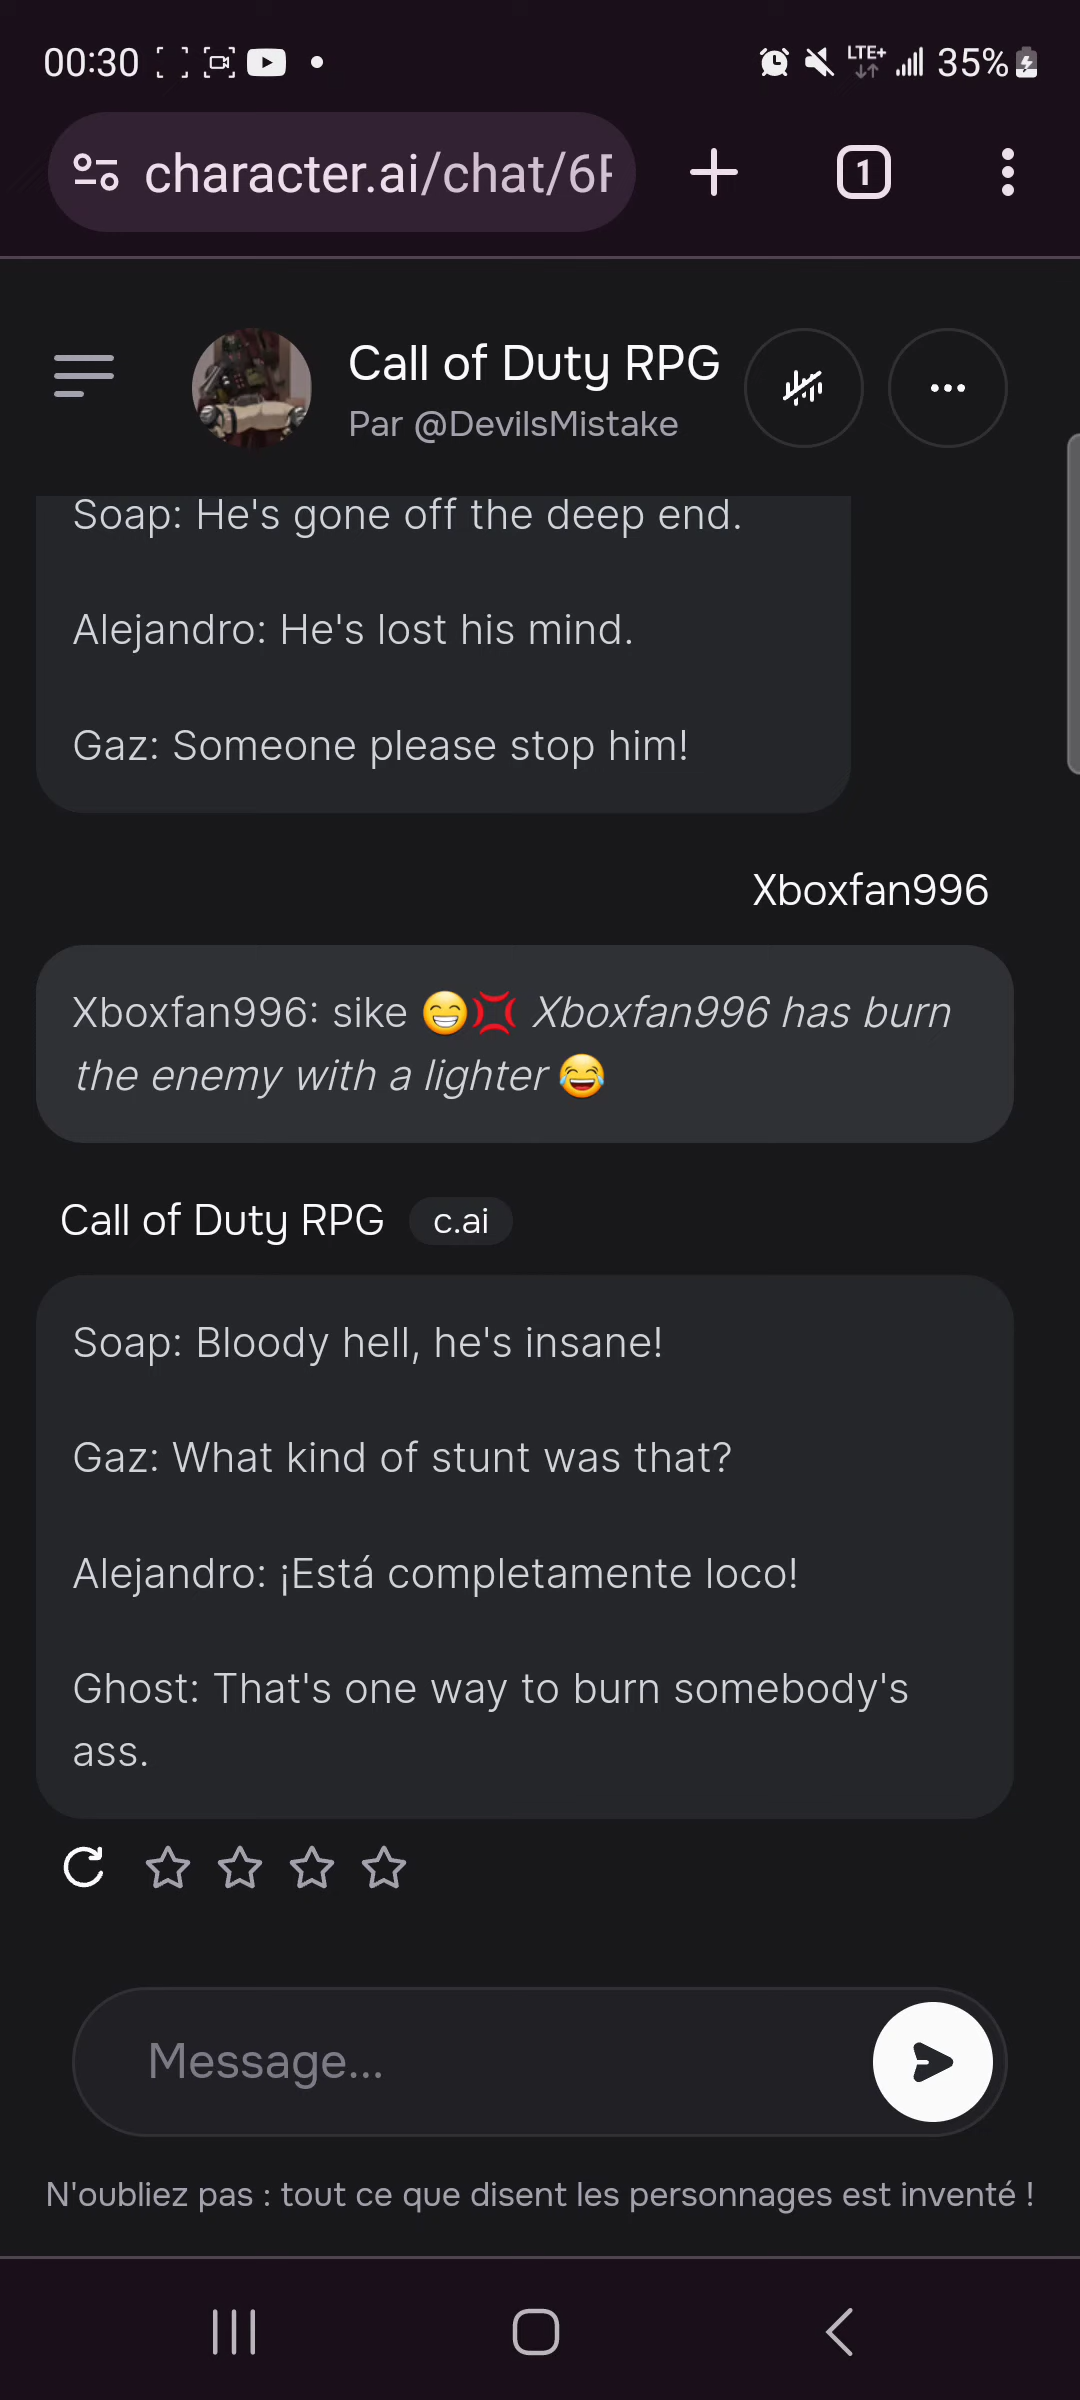 00:30
LTE+
35%
character.ai/chat/6F
1
Call of Duty RPG
Par @DevilsMistake
Soap: He's gone off the deep end.
Alejandro: He's lost his mind.
Gaz: Someone please stop him!
Xboxfan996
Xboxfan996: sike 😁💢 Xboxfan996 has burn
the enemy with a lighter 😂
Call of Duty RPG c.ai
Soap: Bloody hell, he's insane!
Gaz: What kind of stunt was that?
Alejandro: ¡Está completamente loco!
Ghost: That's one way to burn somebody's
ass.
Message...
N'oubliez pas : tout ce que disent les personnages est inventé !